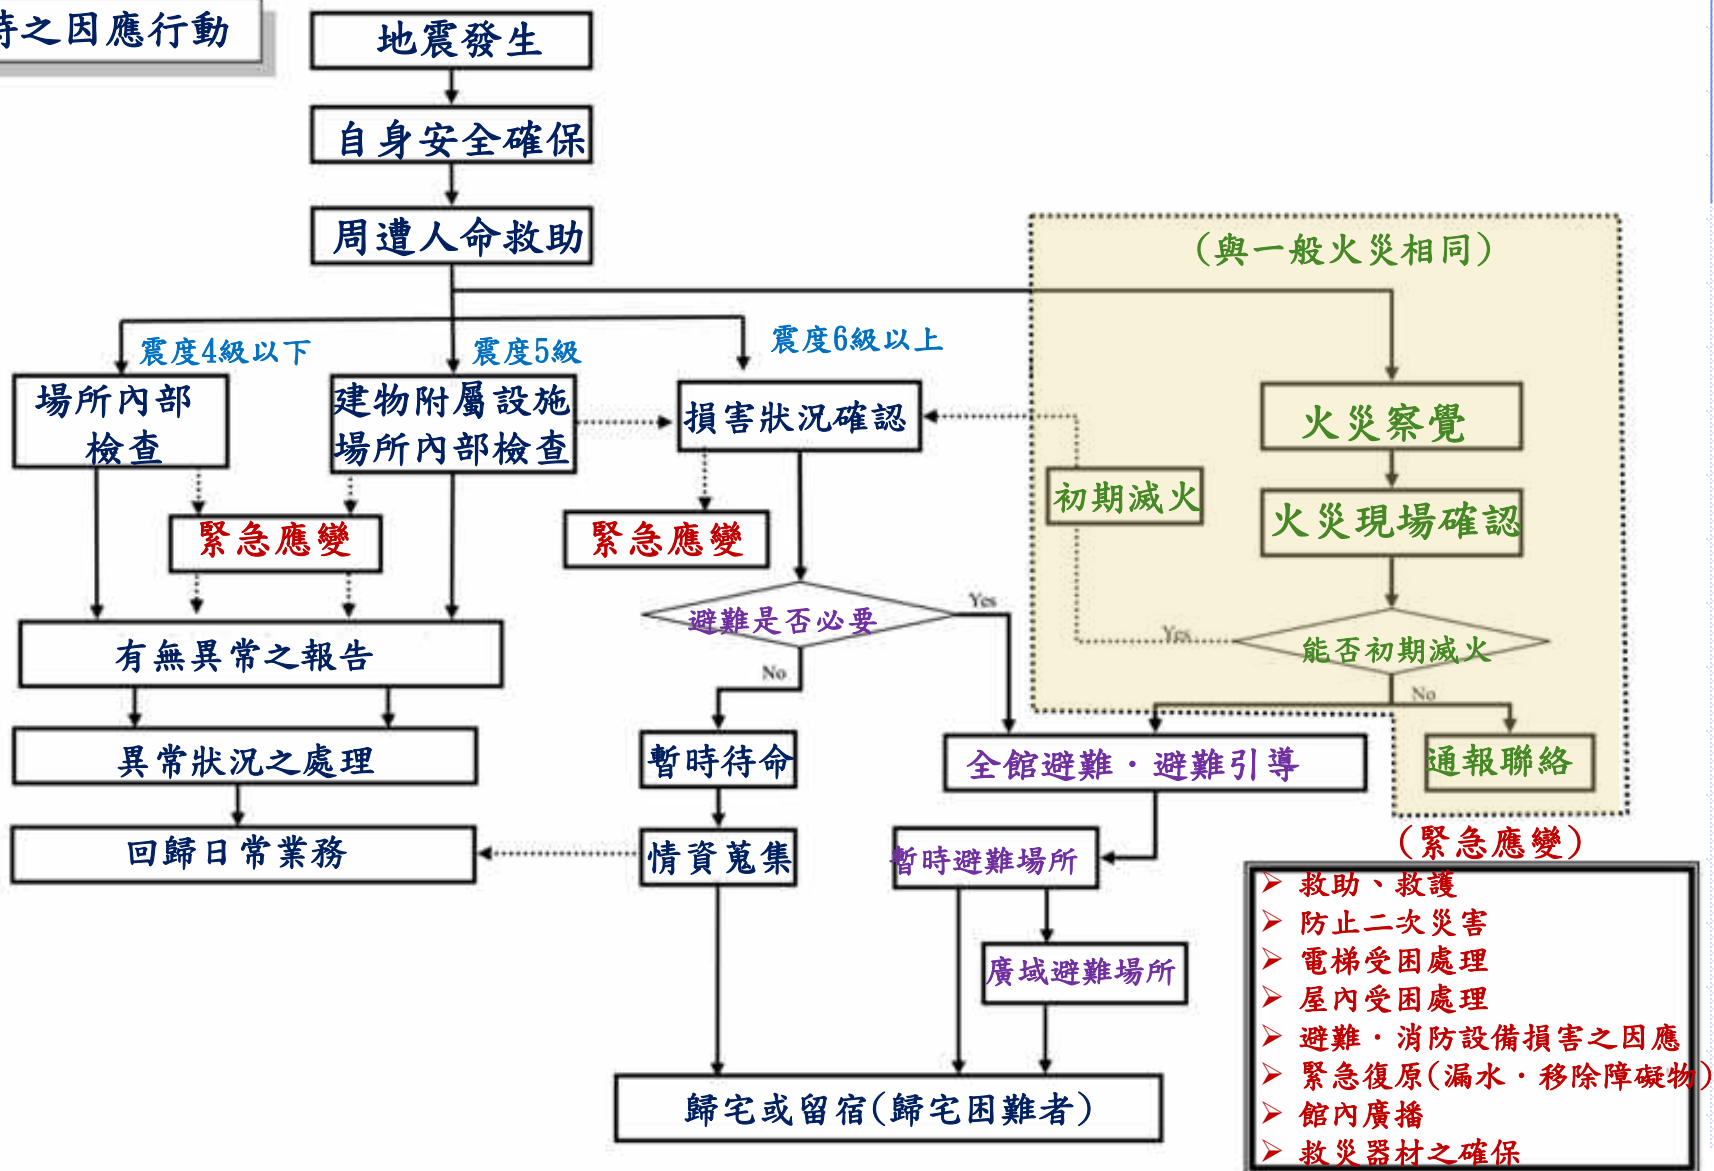 時之因應行動
地震發生
自身安全確保
周遭人命救助
(與一般火災相同)
震度4級以下
震度5級
震度6級以上
場所內部
檢查
建物附屬設施
場所內部檢查
損害狀況確認
火災察覺
初期滅火
火災現場確認
緊急應變
緊急應變
避難是否必要
Yes
Yes
能否初期滅火
有無異常之報告
No
No
異常狀況之處理
暫時待命
全館避難・避難引導
通報聯絡
回歸日常業務
情資蒐集
暫時避難場所
廣域避難場所
歸宅或留宿(歸宅困難者)
(緊急應變)
➢ 救助、救護
➢ 防止二次災害
➢ 電梯受困處理
➢ 屋內受困處理
➢ 避難・消防設備損害之因應
➢ 緊急復原(漏水・移除障礙物)
➢ 館內廣播
➢ 救災器材之確保